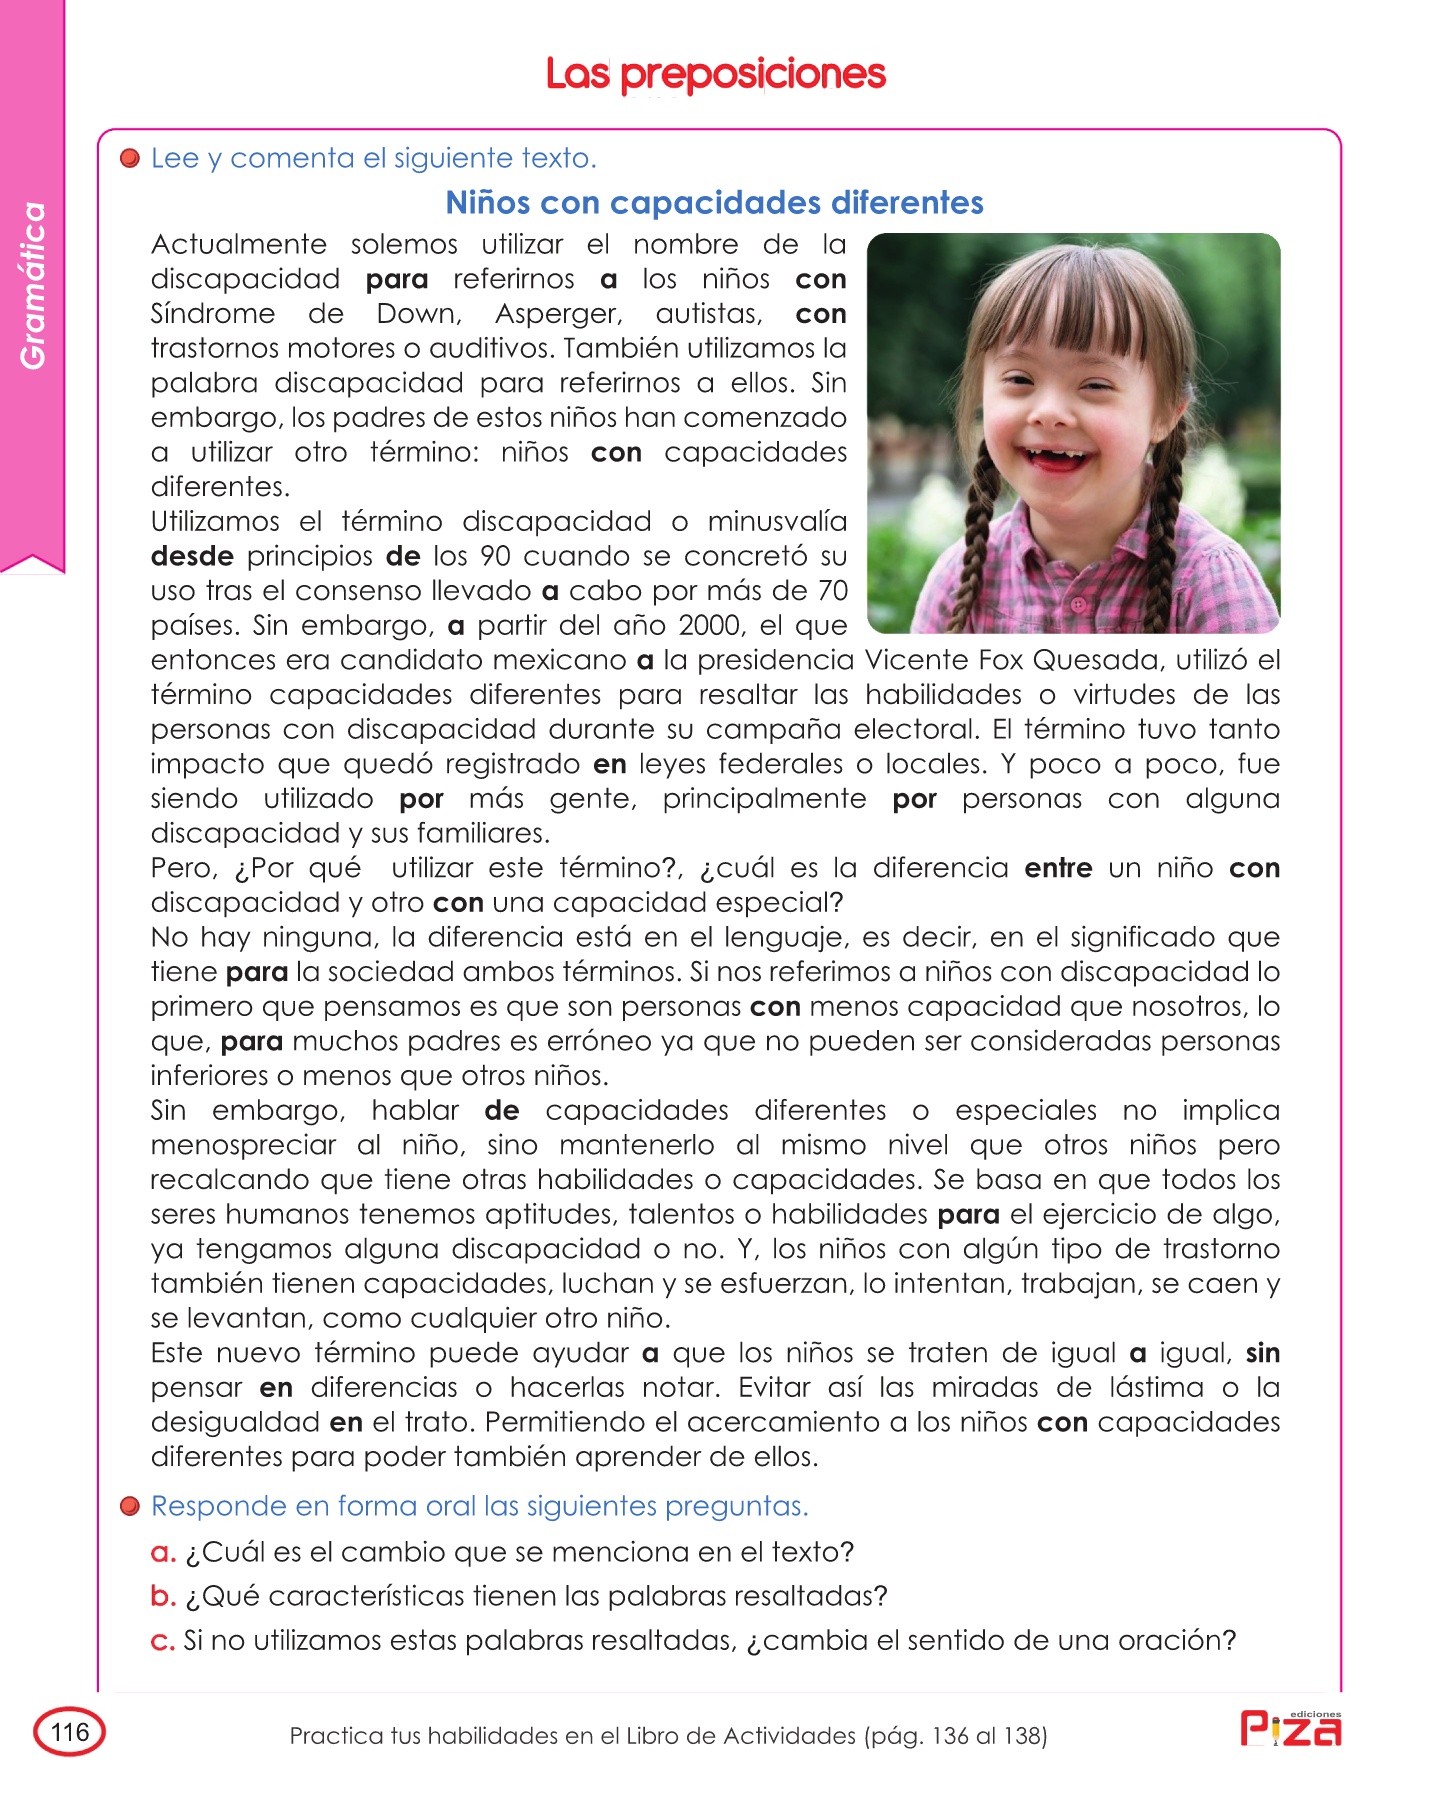 Las preposiciones
Gramática
Lee y comenta el siguiente texto.
Niños con capacidades diferentes
Actualmente solemos utilizar el nombre de la
discapacidad para referirnos a los niños con
Síndrome de Down, Asperger, autistas, con
trastornos motores o auditivos. También utilizamos la
palabra discapacidad para referirnos a ellos. Sin
embargo, los padres de estos niños han comenzado
a utilizar otro término: niños con capacidades
diferentes.
Utilizamos el término discapacidad o minusvalía
desde principios de los 90 cuando se concretó su
uso tras el consenso llevado a cabo por más de 70
países. Sin embargo, a partir del año 2000, el que
entonces era candidato mexicano a la presidencia Vicente Fox Quesada, utilizó el
término capacidades diferentes para resaltar las habilidades o virtudes de las
personas con discapacidad durante su campaña electoral. El término tuvo tanto
impacto que quedó registrado en leyes federales o locales. Y poco a poco, fue
siendo utilizado por más gente, principalmente por personas con alguna
discapacidad y sus familiares.
Pero, ¿Por qué utilizar este término?, ¿cuál es la diferencia entre un niño con
discapacidad y otro con una capacidad especial?
No hay ninguna, la diferencia está en el lenguaje, es decir, en el significado que
tiene para la sociedad ambos términos. Si nos referimos a niños con discapacidad lo
primero que pensamos es que son personas con menos capacidad que nosotros, lo
que, para muchos padres es erróneo ya que no pueden ser consideradas personas
inferiores o menos que otros niños.
Sin embargo, hablar de capacidades diferentes o especiales no implica
menospreciar al niño, sino mantenerlo al mismo nivel que otros niños pero
recalcando que tiene otras habilidades o capacidades. Se basa en que todos los
seres humanos tenemos aptitudes, talentos o habilidades para el ejercicio de algo,
ya tengamos alguna discapacidad o no. Y, los niños con algún tipo de trastorno
también tienen capacidades, luchan y se esfuerzan, lo intentan, trabajan, se caen y
se levantan, como cualquier otro niño.
Este nuevo término puede ayudar a que los niños se traten de igual a igual, sin
pensar en diferencias o hacerlas notar. Evitar así las miradas de lástima o la
desigualdad en el trato. Permitiendo el acercamiento a los niños con capacidades
diferentes para poder también aprender de ellos.
Responde en forma oral las siguientes preguntas.
a. ¿Cuál es el cambio que se menciona en el texto?
b. ¿Qué características tienen las palabras resaltadas?
c. Si no utilizamos estas palabras resaltadas, ¿cambia el sentido de una oración?
116
Practica tus habilidades en el Libro de Actividades (pág. 136 al 138)
ediciones
Piza